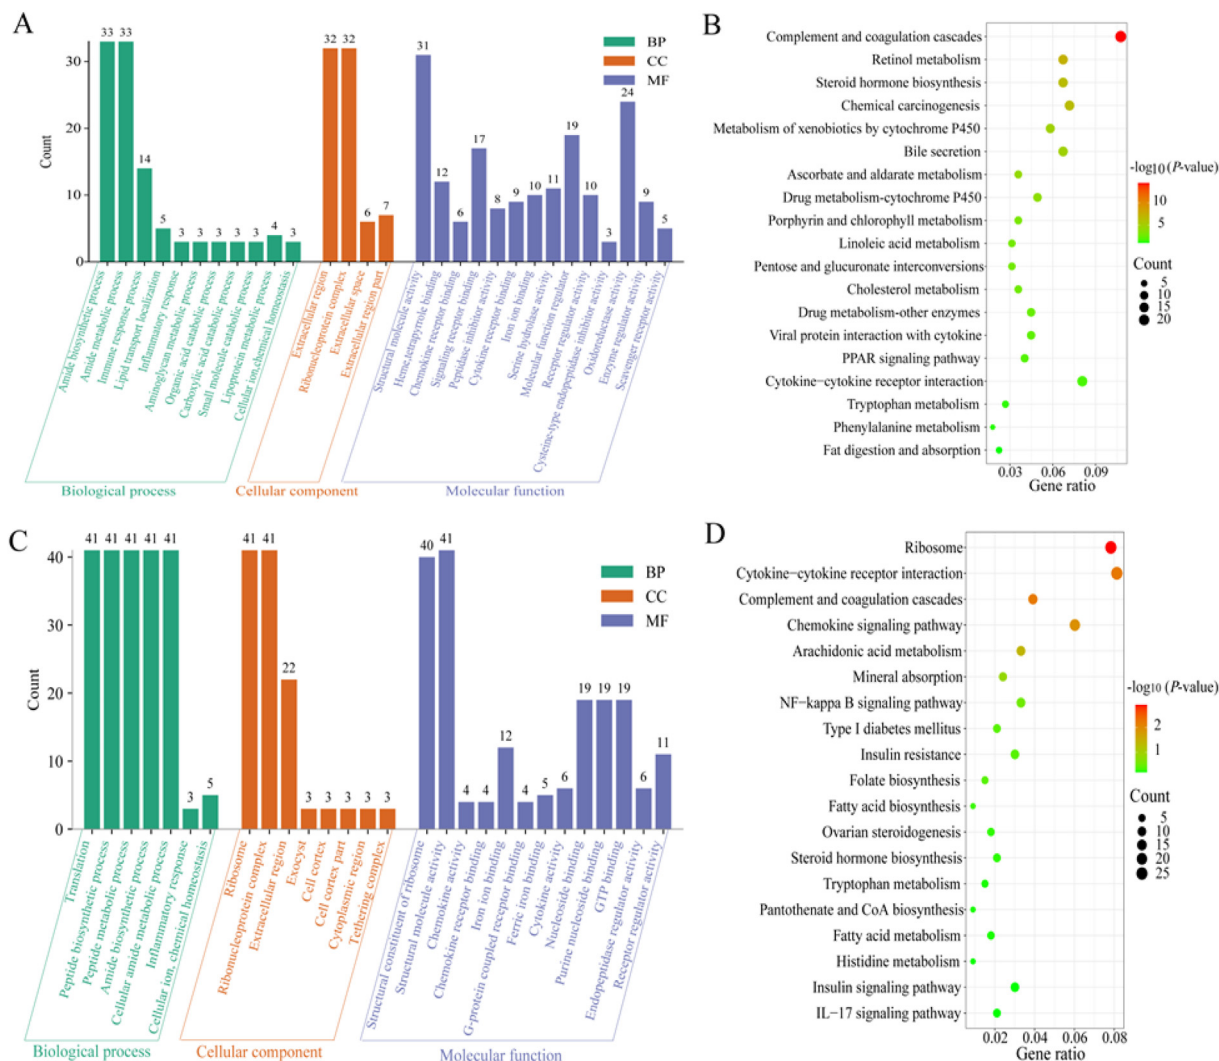 A
33
33
14
5
3
3
3
3
4
3
32
32
6
7
31
12
6
17
8
9
10
11
19
10
3
24
9
5
30
20
10
0
Count
BP
CC
MF
Amide biosynthetic process
Amide metabolic process
Immune response process
Lipid transport localization
Inflammatory response
Aminoglycan metabolic process
Organic acid catabolic process
Carboxylic acid catabolic process
Small molecule catabolic process
Lipoprotein metabolic process
Cellular ion,chemical homeostasis
Extracellular region
Ribonucleoprotein complex
Extracellular space
Extracellular region part
Structural molecule activity
Heme,tetrapyrrole binding
Chemokine receptor binding
Signaling receptor binding
Peptidase inhibitor activity
Cytokine receptor binding
Iron ion binding
Serine hydrolase activity
Molecular function regulator
Receptor regulator activity
Cysteine-type endopeptidase inhibitor activity
Oxidoreductase activity
Enzyme regulator activity
Scavenger receptor activity
Biological process
Cellular component
Molecular function
B
Complement and coagulation cascades
Retinol metabolism
Steroid hormone biosynthesis
Chemical carcinogenesis
Metabolism of xenobiotics by cytochrome P450
Bile secretion
Ascorbate and aldarate metabolism
Drug metabolism-cytochrome P450
Porphyrin and chlorophyll metabolism
Linoleic acid metabolism
Pentose and glucuronate interconversions
Cholesterol metabolism
Drug metabolism-other enzymes
Viral protein interaction with cytokine
PPAR signaling pathway
Cytokine−cytokine receptor interaction
Tryptophan metabolism
Phenylalanine metabolism
Fat digestion and absorption
0.03 0.06 0.09
Gene ratio
-log10 (P-value)
10
5
Count
5
10
15
20
C
41 41 41 41 41
3
5
41 41
22
3 3 3 3 3
40
41
4 4
12
4
5
6
19 19 19
6
11
40
30
20
10
0
Count
BP
CC
MF
Translation
Peptide biosynthetic process
Peptide metabolic process
Amide biosynthetic process
Cellular amide metabolic process
Inflammatory response
Cellular ion, chemical homeostasis
Ribosome
Ribonucleoprotein complex
Extracellular region
Exocyst
Cell cortex
Cell cortex part
Cytoplasmic region
Tethering complex
Structural constituent of ribosome
Structural molecule activity
Chemokine activity
Chemokine receptor binding
Iron ion binding
G-protein coupled receptor binding
Ferric iron binding
Cytokine activity
Nucleoside binding
Purine nucleoside binding
GTP binding
Endopeptidase regulator activity
Receptor regulator activity
Biological process
Cellular component
Molecular function
D
Ribosome
Cytokine−cytokine receptor interaction
Complement and coagulation cascades
Chemokine signaling pathway
Arachidonic acid metabolism
Mineral absorption
NF−kappa B signaling pathway
Type I diabetes mellitus
Insulin resistance
Folate biosynthesis
Fatty acid biosynthesis
Ovarian steroidogenesis
Steroid hormone biosynthesis
Tryptophan metabolism
Pantothenate and CoA biosynthesis
Fatty acid metabolism
Histidine metabolism
Insulin signaling pathway
IL−17 signaling pathway
0.02 0.04 0.06 0.08
Gene ratio
-log10 (P-value)
2
1
Count
5
10
15
20
25